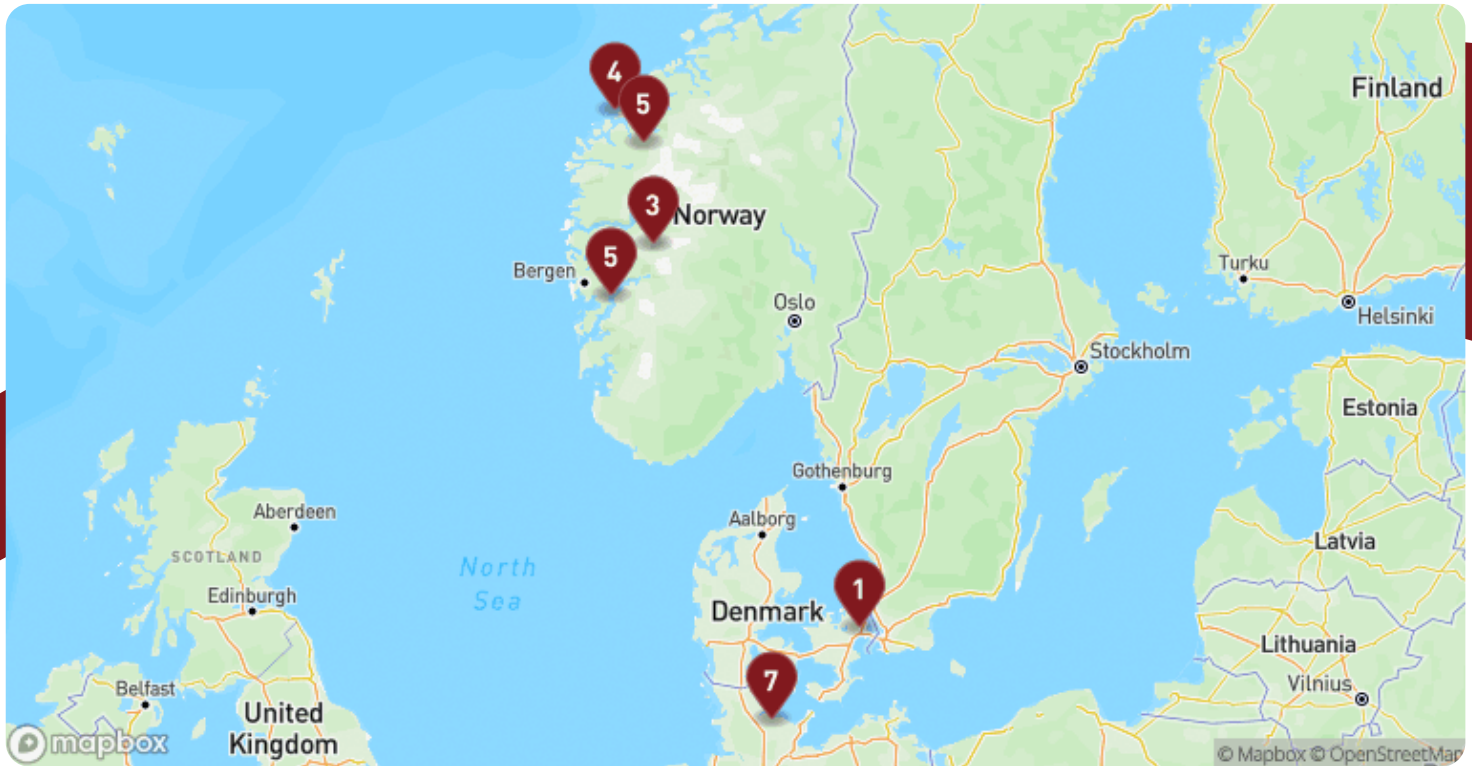 4
5
Finland
3
Norway
5
Bergen
Turku
Oslo
Helsinki
Stockholm
Estonia
Gothenburg
Aberdeen
Aalborg
SCOTLAND
Latvia
North
Sea
Edinburgh
1
Denmark
Lithuania
7
Vilnius
Belfast
United
Kingdom
mapbox
© Mapbox © OpenStreetMap